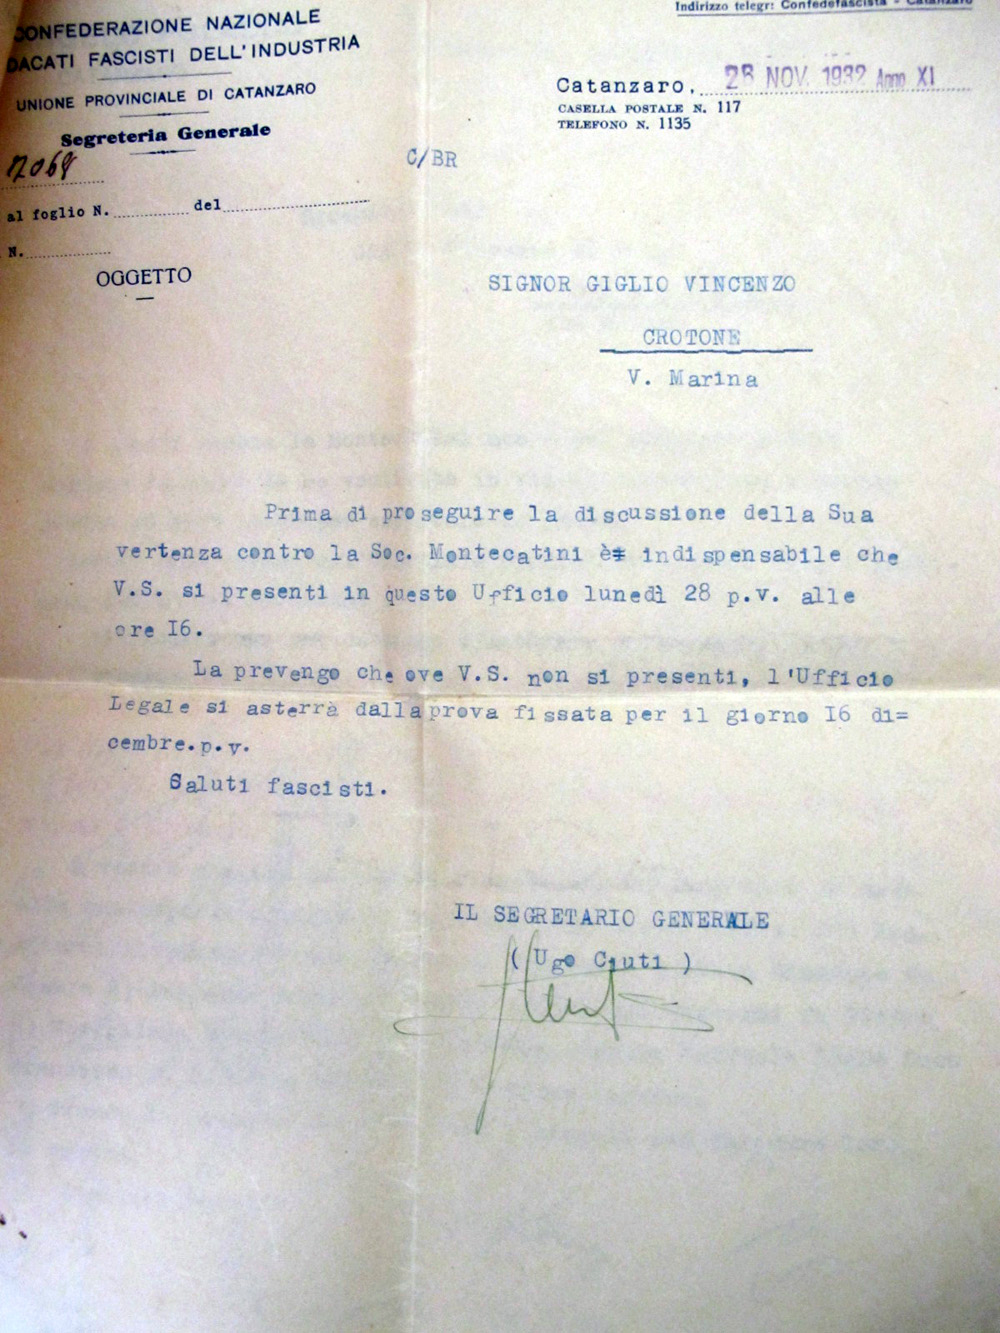 CONFEDERAZIONE NAZIONALE
DACATI FASCISTI DELL'INDUSTRIA
UNIONE PROVINCIALE DI CATANZARO
Segreteria Generale
al foglio N. del
N.
OGGETTO
Indirizzo telegr: Confedefascista - Catanzaro
Catanzaro, NOV. 1932 Anno XI
CASELLA POSTALE N. 117
TELEFONO N. 1135
C/BR
SIGNOR GIGLIO VINCENZO
CROTONE
V. Marina
Prima di proseguire la discussione della Sua
vertenza contro la Soc. Montecatini è indispensabile che
V.S. si presenti in questo Ufficio lunedì 28 p.v. alle
ore I6.
La prevengo che ove V.S. non si presenti, l'Ufficio
Legale si asterrà dalla prova fissata per il giorno I6 di=
cembre.p.v.
Saluti fascisti.
IL SEGRETARIO GENERALE
( Ugo Ciuti )